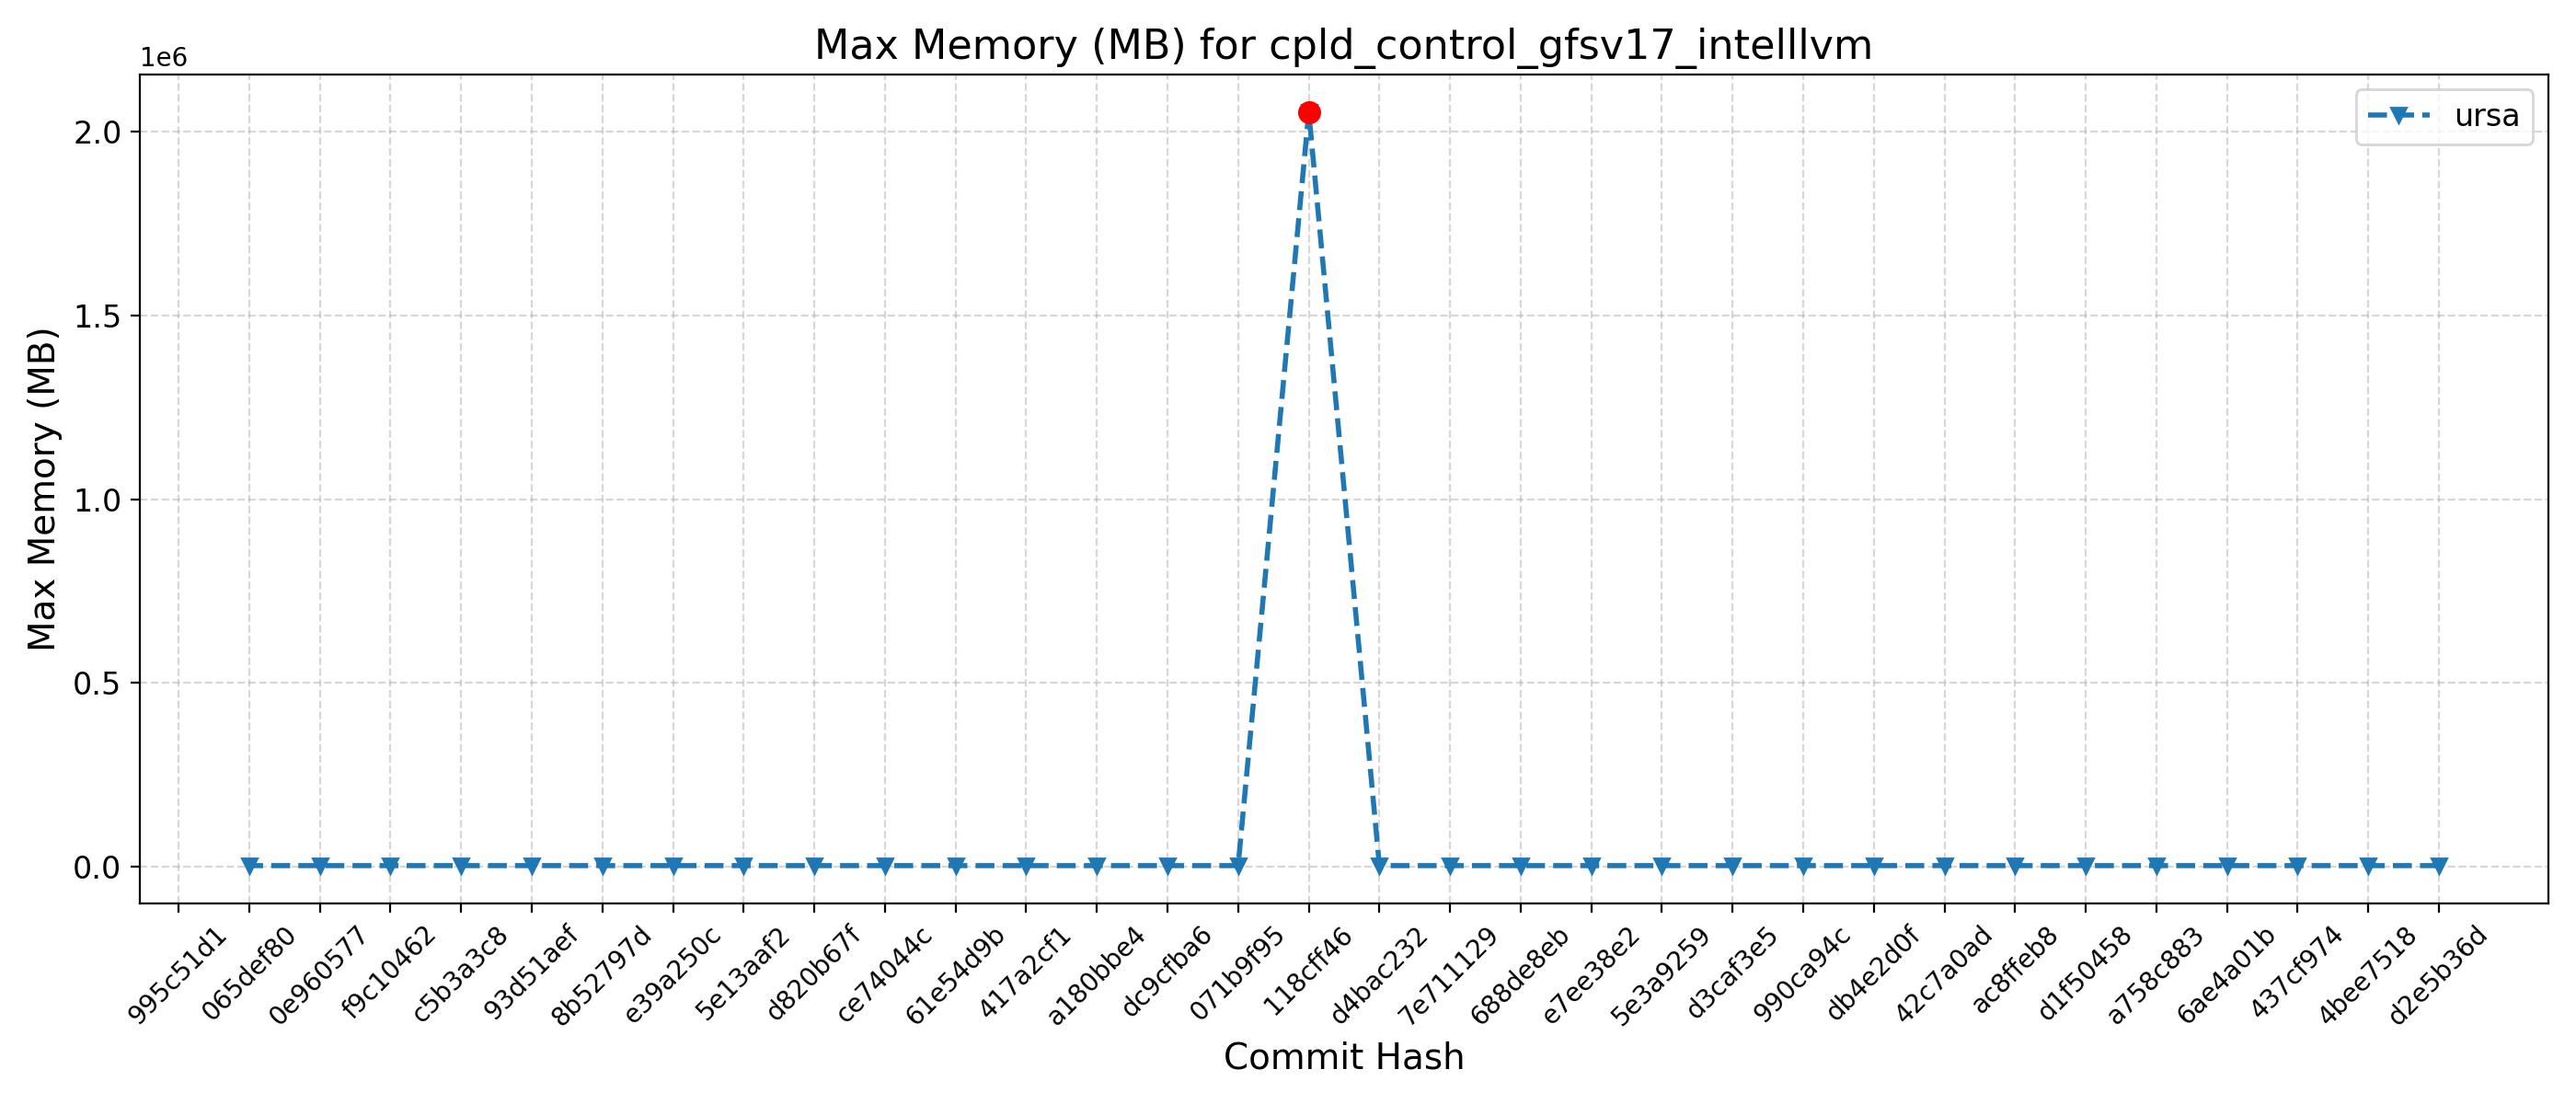 Max Memory (MB) for cpld_control_gfsv17_intelllvm
1e6
ursa
2.0
1.5
1.0
0.5
0.0
Max Memory (MB)
995c51d1
065def80
0e960577
f9c10462
c5b3a3c8
93d51aef
8b52797d
e39a250c
5e13aaf2
d820b67f
ce74044c
61e54d9b
417a2cf1
a180bbe4
dc9cfba6
071b9f95
118cff46
d4bac232
7e711129
688de8eb
e7ee38e2
5e3a9259
d3caf3e5
990ca94c
db4e2d0f
42c7a0ad
ac8ffeb8
d1f50458
a758c883
6ae4a01b
437cf974
4bee7518
d2e5b36d
Commit Hash